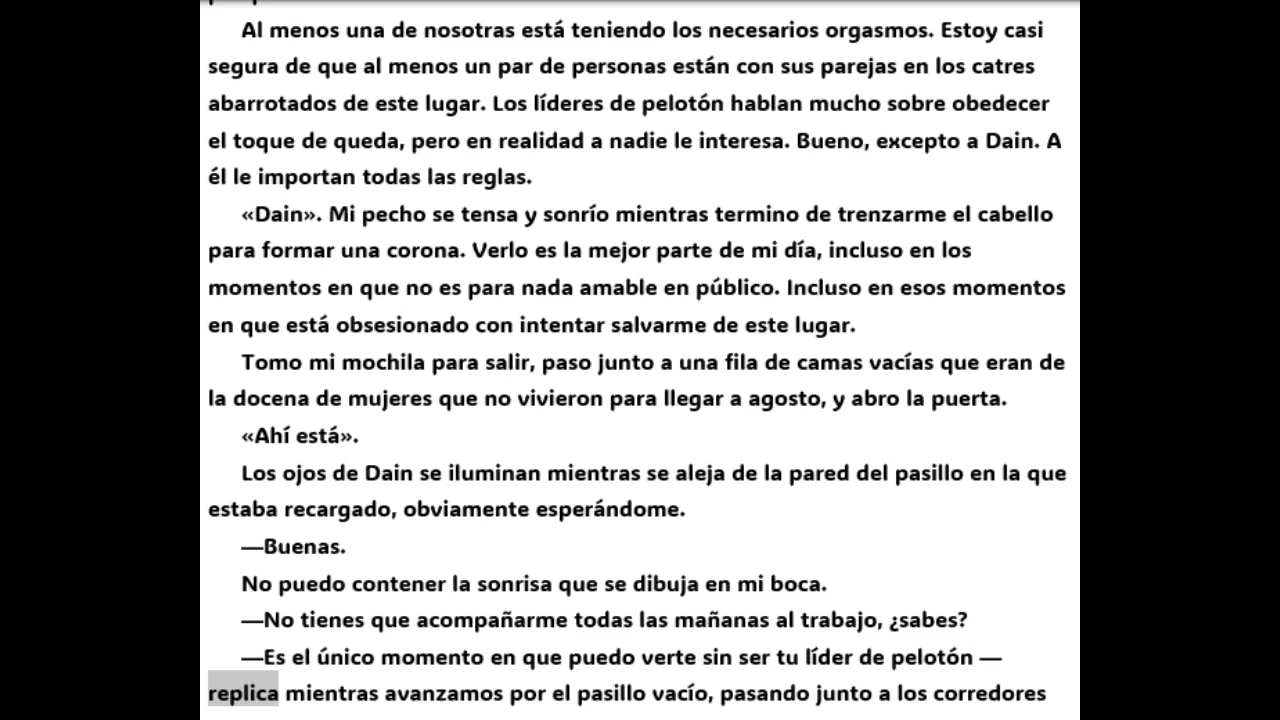 Al menos una de nosotras está teniendo los necesarios orgasmos. Estoy casi
segura de que al menos un par de personas están con sus parejas en los catres
abarrotados de este lugar. Los líderes de pelotón hablan mucho sobre obedecer
el toque de queda, pero en realidad a nadie le interesa. Bueno, excepto a Dain. A
él le importan todas las reglas.
«Dain». Mi pecho se tensa y sonrío mientras termino de trenzarme el cabello
para formar una corona. Verlo es la mejor parte de mi día, incluso en los
momentos en que no es para nada amable en público. Incluso en esos momentos
en que está obsesionado con intentar salvarme de este lugar.
Tomo mi mochila para salir, paso junto a una fila de camas vacías que eran de
la docena de mujeres que no vivieron para llegar a agosto, y abro la puerta.
«Ahí está».
Los ojos de Dain se iluminan mientras se aleja de la pared del pasillo en la que
estaba recargado, obviamente esperándome.
—Buenas.
No puedo contener la sonrisa que se dibuja en mi boca.
—No tienes que acompañarme todas las mañanas al trabajo, ¿sabes?
—Es el único momento en que puedo verte sin ser tu líder de pelotón —
replica mientras avanzamos por el pasillo vacío, pasando junto a los corredores